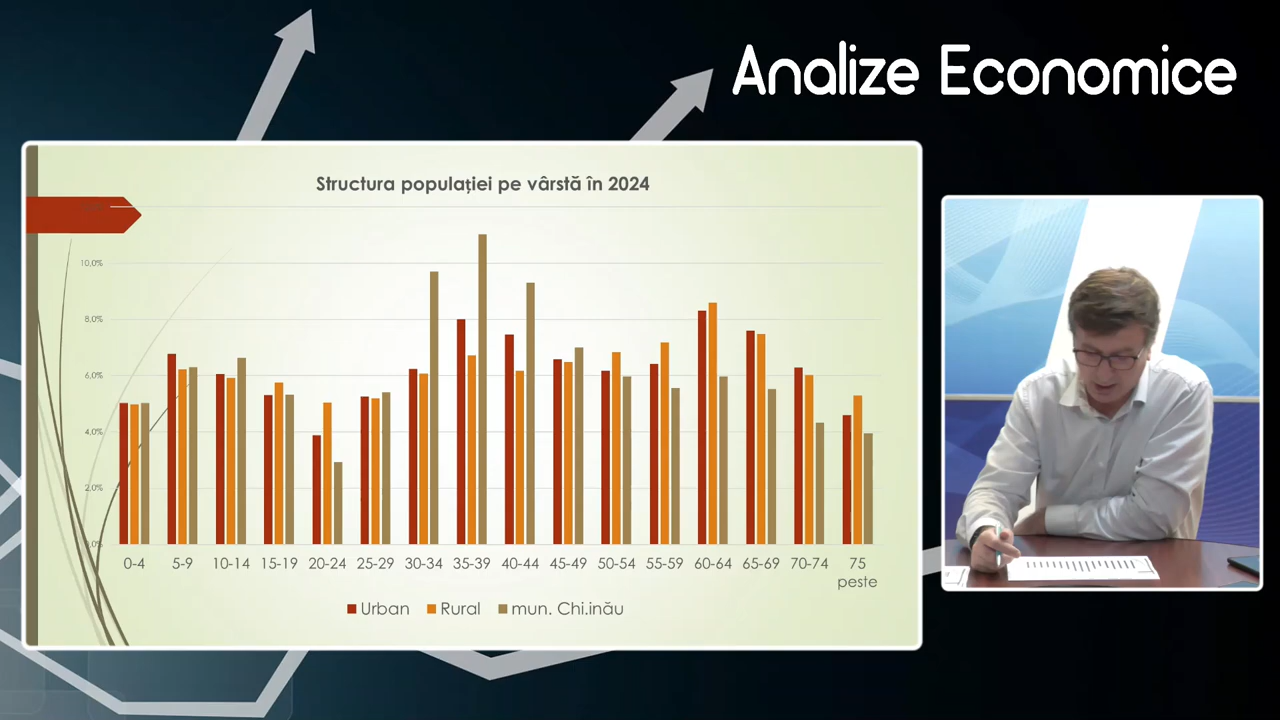 Analize Economice
Structura populației pe vârstă în 2024
10,0%
8,0%
6,0%
4,0%
2,0%
0-4 5-9 10-14 15-19 20-24 25-29 30-34 35-39 40-44 45-49 50-54 55-59 60-64 65-69 70-74 75
peste
Urban Rural mun. Chi.inău